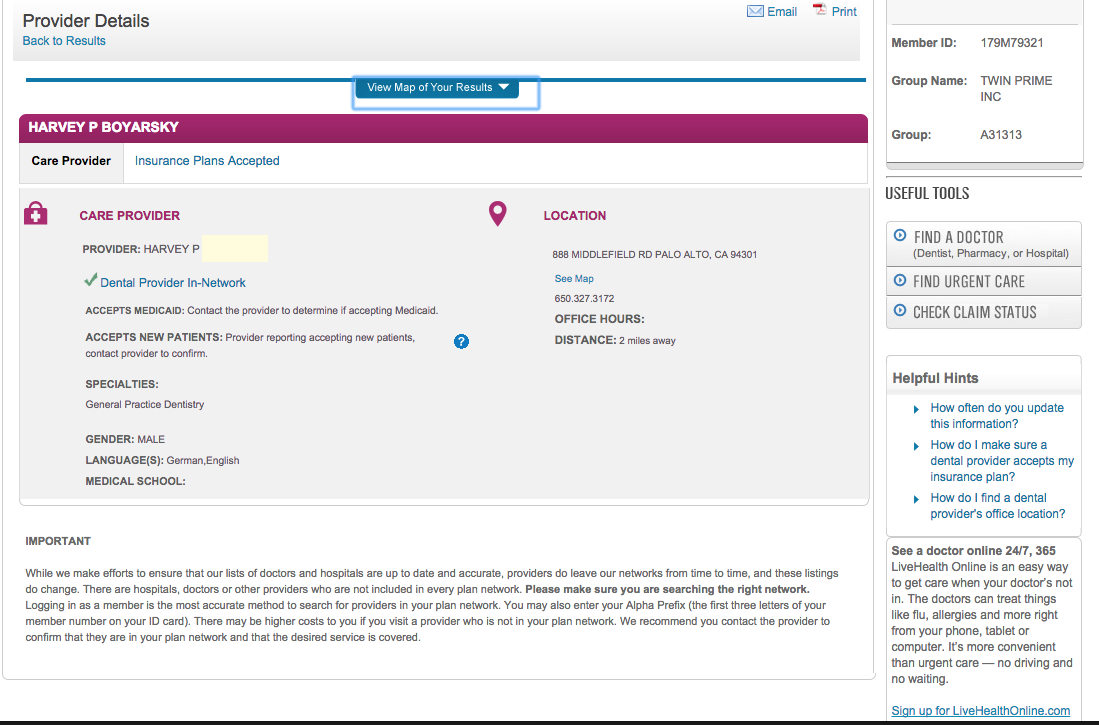 Provider Details
Back to Results
Email
Print
View Map of Your Results
HARVEY P BOYARSKY
Care Provider
Insurance Plans Accepted
CARE PROVIDER
PROVIDER: HARVEY P
Dental Provider In-Network
ACCEPTS MEDICAID: Contact the provider to determine if accepting Medicaid.
ACCEPTS NEW PATIENTS: Provider reporting accepting new patients,
contact provider to confirm.
?
SPECIALTIES:
General Practice Dentistry
GENDER: MALE
LANGUAGE(S): German,English
MEDICAL SCHOOL:
LOCATION
888 MIDDLEFIELD RD PALO ALTO, CA 94301
See Map
650.327.3172
OFFICE HOURS:
DISTANCE: 2 miles away
IMPORTANT
While we make efforts to ensure that our lists of doctors and hospitals are up to date and accurate, providers do leave our networks from time to time, and these listings
do change. There are hospitals, doctors or other providers who are not included in every plan network. Please make sure you are searching the right network.
Logging in as a member is the most accurate method to search for providers in your plan network. You may also enter your Alpha Prefix (the first three letters of your
member number on your ID card). There may be higher costs to you if you visit a provider who is not in your plan network. We recommend you contact the provider to
confirm that they are in your plan network and that the desired service is covered.
Member ID: 179M79321
Group Name: TWIN PRIME
INC
Group: A31313
USEFUL TOOLS
FIND A DOCTOR
(Dentist, Pharmacy, or Hospital)
FIND URGENT CARE
CHECK CLAIM STATUS
Helpful Hints
How often do you update
this information?
How do I make sure a
dental provider accepts my
insurance plan?
How do I find a dental
provider's office location?
See a doctor online 24/7, 365
LiveHealth Online is an easy way
to get care when your doctor's not
in. The doctors can treat things
like flu, allergies and more right
from your phone, tablet or
computer. It's more convenient
than urgent care — no driving and
no waiting.
Sign up for LiveHealthOnline.com